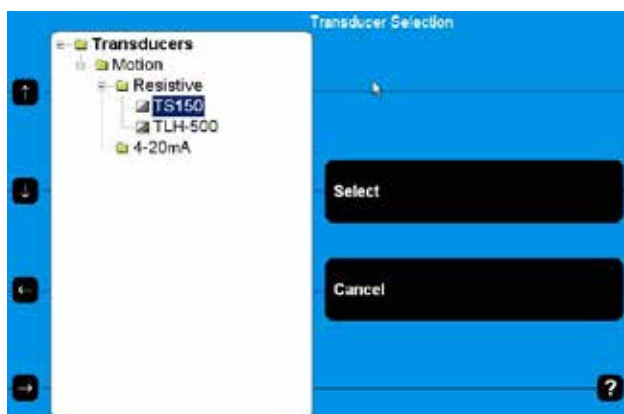 Transducer Selection
Transducers
Motion
Resistive
TS150
TLH-500
4-20mA
Select
Cancel
?